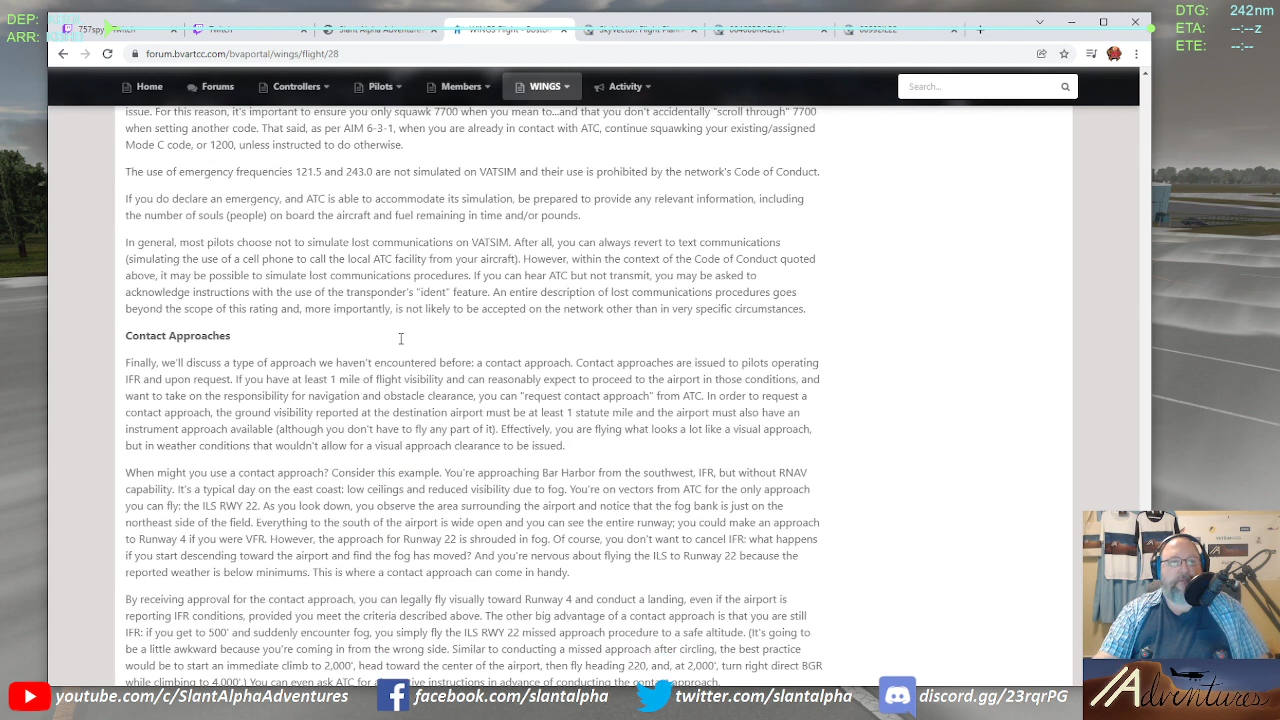 DEP:
ARR:
DTG: 242nm
ETA: --:--z
ETE: --:--
Twitch
Slant Alpha Adventures
WINGS Flight - Boston
SkyVector: Flight Plann
forum.bvartcc.com/bvaportal/wings/flight/28
Home
Forums
Controllers
Pilots
Members
WINGS
Activity
Search...
issue. For this reason, it's important to ensure you only squawk 7700 when you mean to...and that you don't accidentally "scroll through" 7700
when setting another code. That said, as per AIM 6-3-1, when you are already in contact with ATC, continue squawking your existing/assigned
Mode C code, or 1200, unless instructed to do otherwise.
The use of emergency frequencies 121.5 and 243.0 are not simulated on VATSIM and their use is prohibited by the network's Code of Conduct.
If you do declare an emergency, and ATC is able to accommodate its simulation, be prepared to provide any relevant information, including
the number of souls (people) on board the aircraft and fuel remaining in time and/or pounds.
In general, most pilots choose not to simulate lost communications on VATSIM. After all, you can always revert to text communications
(simulating the use of a cell phone to call the local ATC facility from your aircraft). However, within the context of the Code of Conduct quoted
above, it may be possible to simulate lost communications procedures. If you can hear ATC but not transmit, you may be asked to
acknowledge instructions with the use of the transponder's "ident" feature. An entire description of lost communications procedures goes
beyond the scope of this rating and, more importantly, is not likely to be accepted on the network other than in very specific circumstances.
Contact Approaches
Finally, we'll discuss a type of approach we haven't encountered before: a contact approach. Contact approaches are issued to pilots operating
IFR and upon request. If you have at least 1 mile of flight visibility and can reasonably expect to proceed to the airport in those conditions, and
want to take on the responsibility for navigation and obstacle clearance, you can "request contact approach" from ATC. In order to request a
contact approach, the ground visibility reported at the destination airport must be at least 1 statute mile and the airport must also have an
instrument approach available (although you don't have to fly any part of it). Effectively, you are flying what looks a lot like a visual approach,
but in weather conditions that wouldn't allow for a visual approach clearance to be issued.
When might you use a contact approach? Consider this example. You're approaching Bar Harbor from the southwest, IFR, but without RNAV
capability. It's a typical day on the east coast: low ceilings and reduced visibility due to fog. You're on vectors from ATC for the only approach
you can fly: the ILS RWY 22. As you look down, you observe the area surrounding the airport and notice that the fog bank is just on the
northeast side of the field. Everything to the south of the airport is wide open and you can see the entire runway; you could make an approach
to Runway 4 if you were VFR. However, the approach for Runway 22 is shrouded in fog. Of course, you don't want to cancel IFR: what happens
if you start descending toward the airport and find the fog has moved? And you're nervous about flying the ILS to Runway 22 because the
reported weather is below minimums. This is where a contact approach can come in handy.
By receiving approval for the contact approach, you can legally fly visually toward Runway 4 and conduct a landing, even if the airport is
reporting IFR conditions, provided you meet the criteria described above. The other big advantage of a contact approach is that you are still
IFR: if you get to 500' and suddenly encounter fog, you simply fly the ILS RWY 22 missed approach procedure to a safe altitude. (It's going to
be a little awkward because you're coming in from the wrong side. Similar to conducting a missed approach after circling, the best practice
would be to start an immediate climb to 2,000', head toward the center of the airport, then fly heading 220, and, at 2,000', turn right direct BGR
while climbing to 4,000'.) You can even ask ATC for instructions in advance of conducting the contact approach.
youtube.com/c/SlantAlphaAdventures
facebook.com/slantalpha
twitter.com/slantalpha
discord.gg/23rqrPG
Adventures